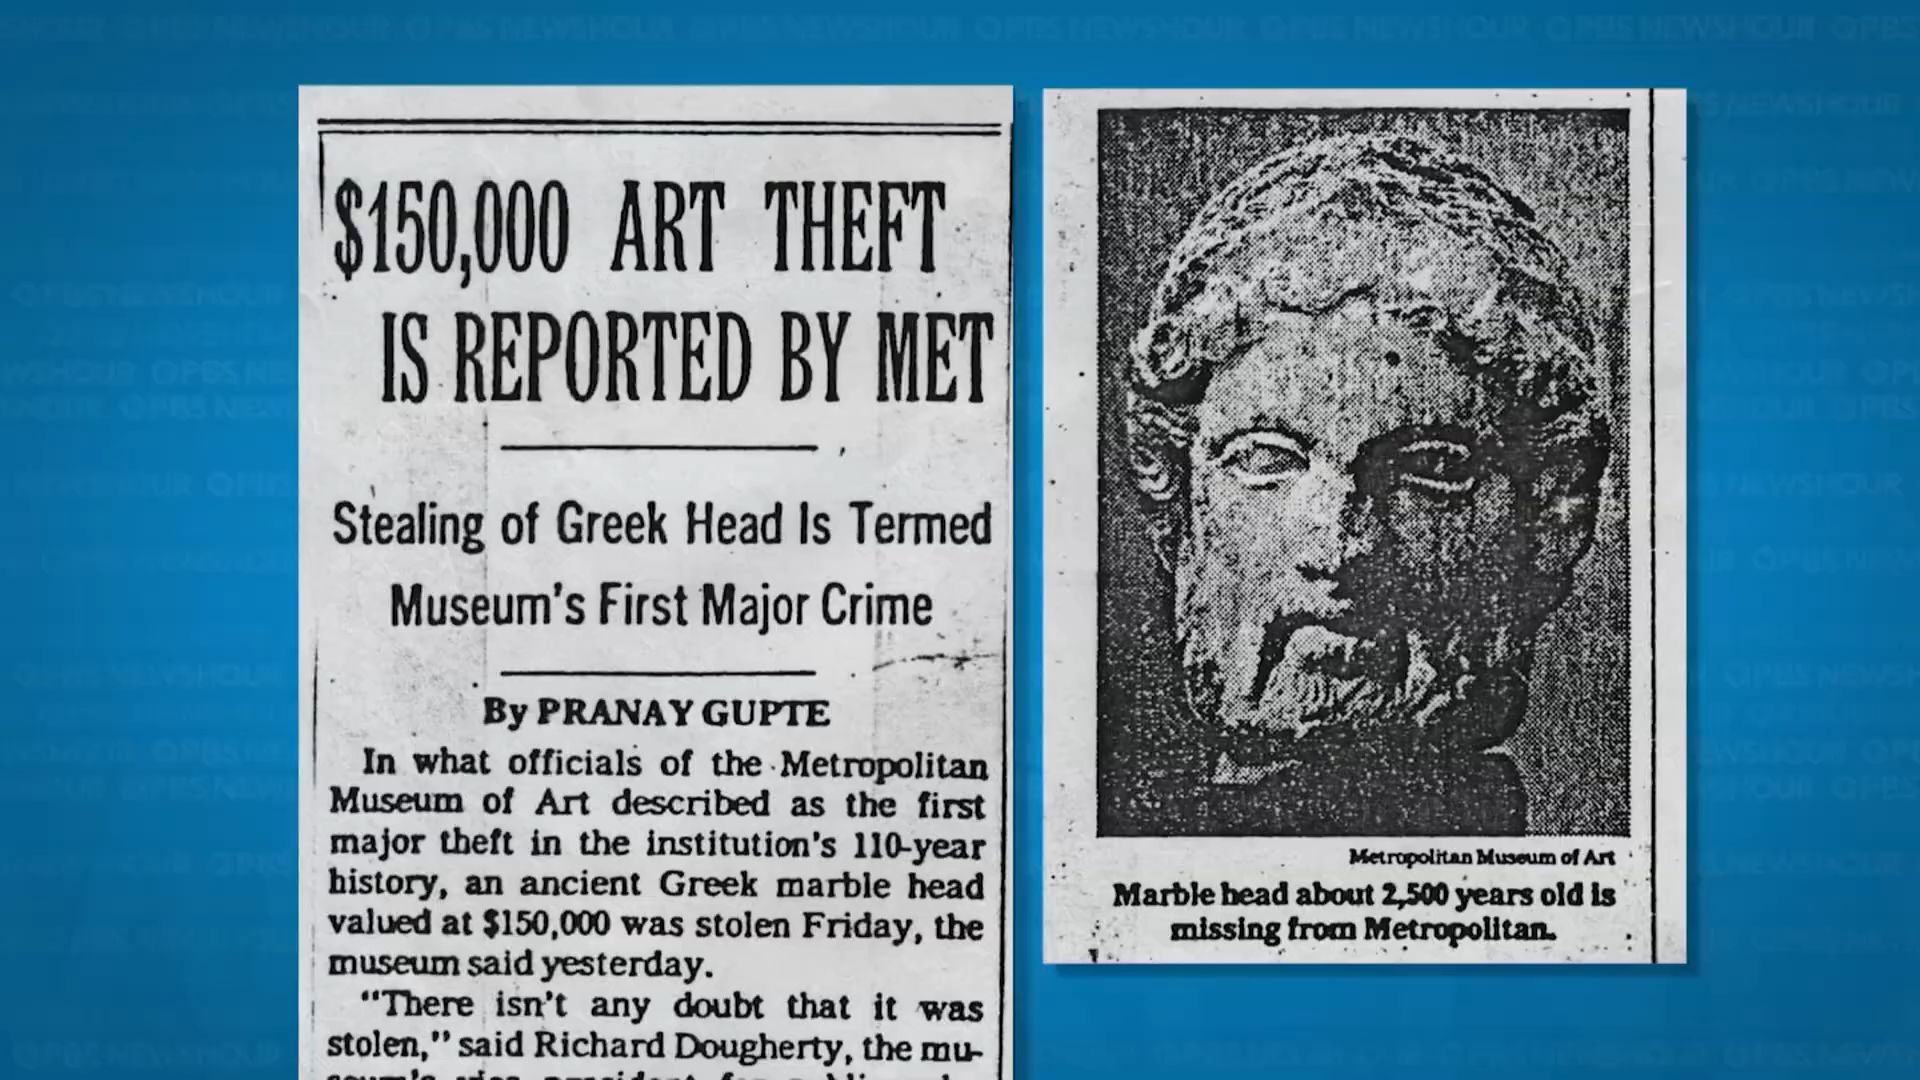 $150,000 ART THEFT
IS REPORTED BY MET
Stealing of Greek Head Is Termed
Museum's First Major Crime
By PRANAY GUPTE
In what officials of the Metropolitan
Museum of Art described as the first
major theft in the institution's 110-year
history, an ancient Greek marble head
valued at $150,000 was stolen Friday, the
museum said yesterday.
"There isn't any doubt that it was
stolen," said Richard Dougherty, the mu-
Metropolitan Museum of Art
Marble head about 2,500 years old is
missing from Metropolitan.
PBS NEWSHOUR